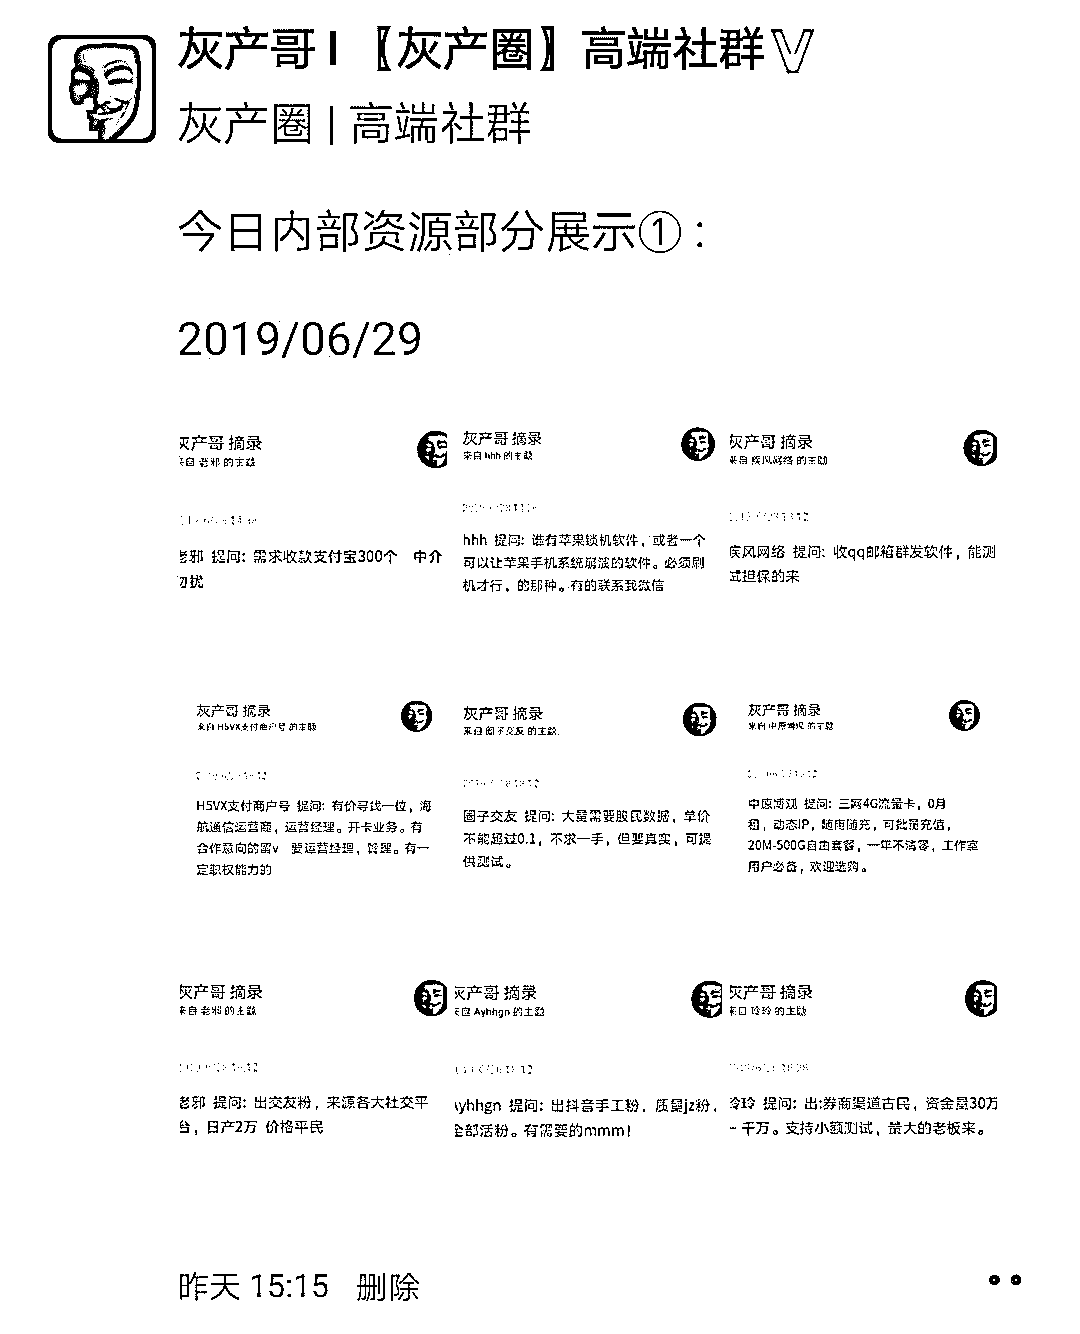 灰产哥 | 【灰产圈】高端社群V
灰产圈 | 高端社群
今日内部资源部分展示①：
2019/06/29
灰产哥 摘录
来自 老邪 的主题
老邪 提问: 需求收款支付宝300个 中介
勿扰
灰产哥 摘录
来自 hhh 的主题
hhh 提问: 谁有苹果锁机软件, 或者一个
可以让苹果手机系统崩溃的软件。必须刷
机才行, 的那种。有的联系我微信
灰产哥 摘录
来自 疾风网络 的主题
疾风网络 提问: 收qq邮箱群发软件, 能测
试担保的来
灰产哥 摘录
来自 H5VX支付商户号 的主题
H5VX支付商户号 提问: 有价寻找一位, 海
航通信运营商, 运营经理。开卡业务。有
合作意向的留v 要运营经理, 管理。有一
定职权能力的
灰产哥 摘录
来自 圈子交友 的主题
圈子交友 提问: 大量需要股民数据, 单价
不能超过0.1, 不求一手, 但要真实, 可提
供测试。
灰产哥 摘录
来自 中原博观 的主题
中原博观 提问: 三网4G流量卡, 0月
租, 动态IP, 随用随充, 可批量充值,
20M-500G自由套餐, 一年不清零, 工作室
用户必备, 欢迎选购。
灰产哥 摘录
来自 老邪 的主题
老邪 提问: 出交友粉, 来源各大社交平
台, 日产2万 价格平民
灰产哥 摘录
来自 Ayhhgn 的主题
Ayhhgn 提问: 出抖音手工粉, 质量jz粉,
全部活粉。有需要的mmm!
灰产哥 摘录
来自 玲玲 的主题
玲玲 提问: 出:券商渠道古民, 资金量30万
- 千万。支持小额测试, 量大的老板来。
昨天 15:15 删除